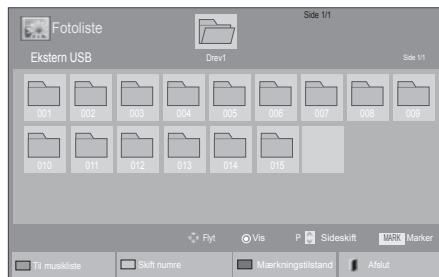 Side 1/1
Fotoliste
Ekstern USB
Drev1
Side 1/1
001 002 003 004 005 006 007 008 009
010 011 012 013 014 015
Flyt Vis P Sideskift MARK Marker
Til musikliste Skift numre Mærkningstilstand Afslut